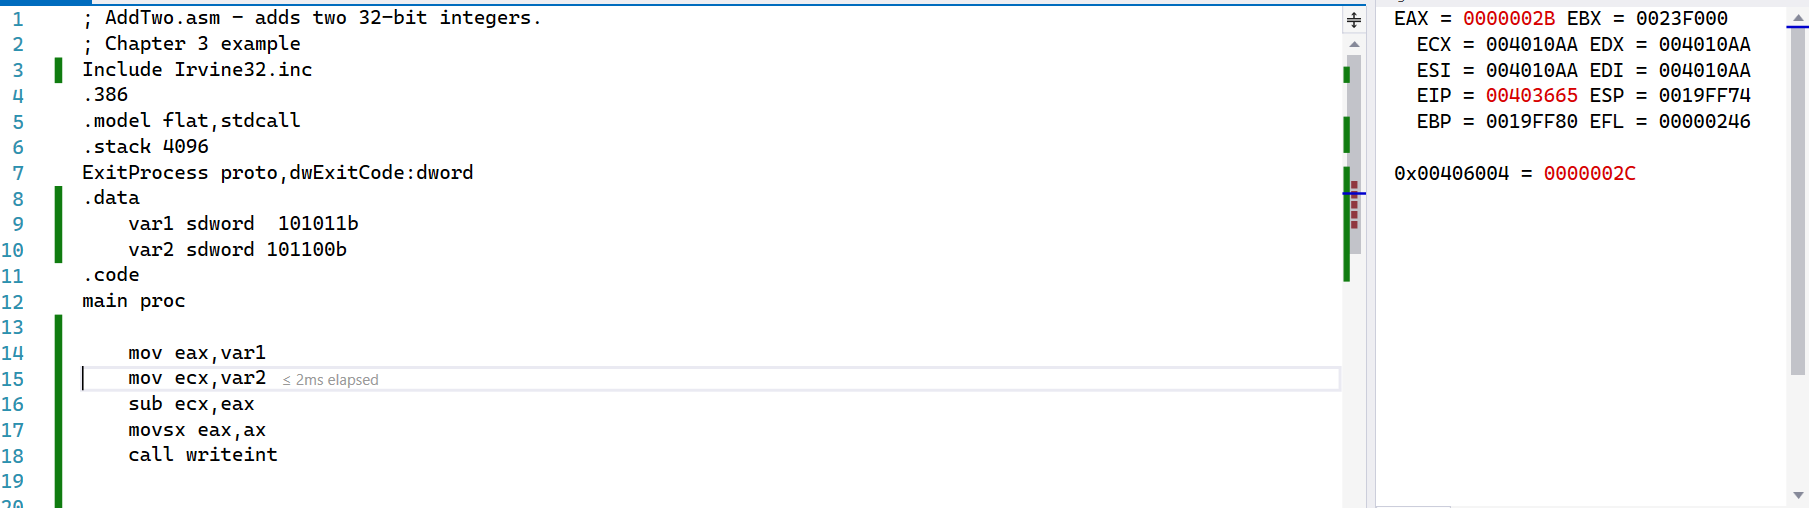 1 ; AddTwo.asm - adds two 32-bit integers.
2 ; Chapter 3 example
3 Include Irvine32.inc
4 .386
5 .model flat,stdcall
6 .stack 4096
7 ExitProcess proto,dwExitCode:dword
8 .data
9 var1 sdword  101011b
10 var2 sdword 101100b
11 .code
12 main proc
13
14 mov eax,var1
15 mov ecx,var2 ≤ 2ms elapsed
16 sub ecx,eax
17 movsx eax,ax
18 call writeint
19
20
EAX = 0000002B EBX = 0023F000
ECX = 004010AA EDX = 004010AA
ESI = 004010AA EDI = 004010AA
EIP = 00403665 ESP = 0019FF74
EBP = 0019FF80 EFL = 00000246
0x00406004 = 0000002C